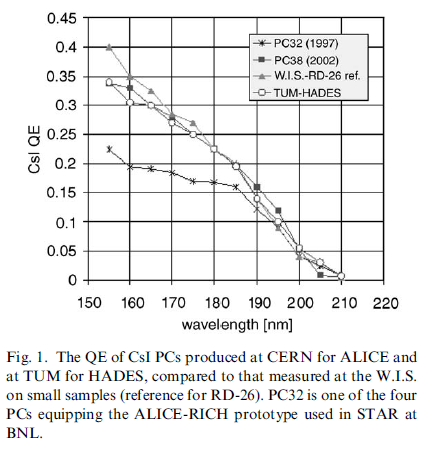 0.45
0.4
0.35
0.3
0.25
0.2
0.15
0.1
0.05
0
CsI QE
PC32 (1997)
PC38 (2002)
W.I.S.-RD-26 ref.
TUM-HADES
150 160 170 180 190 200 210 220
wavelength [nm]
Fig. 1. The QE of CsI PCs produced at CERN for ALICE and
at TUM for HADES, compared to that measured at the W.I.S.
on small samples (reference for RD-26). PC32 is one of the four
PCs equipping the ALICE-RICH prototype used in STAR at
BNL.